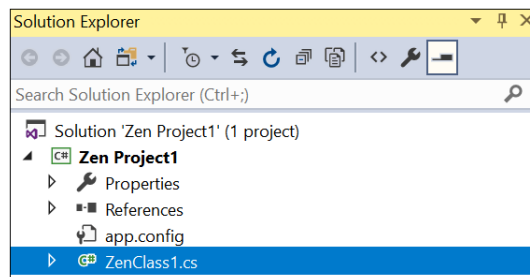 Solution Explorer
Search Solution Explorer (Ctrl+;)
Solution 'Zen Project1' (1 project)
C# Zen Project1
Properties
References
app.config
C# ZenClass1.cs